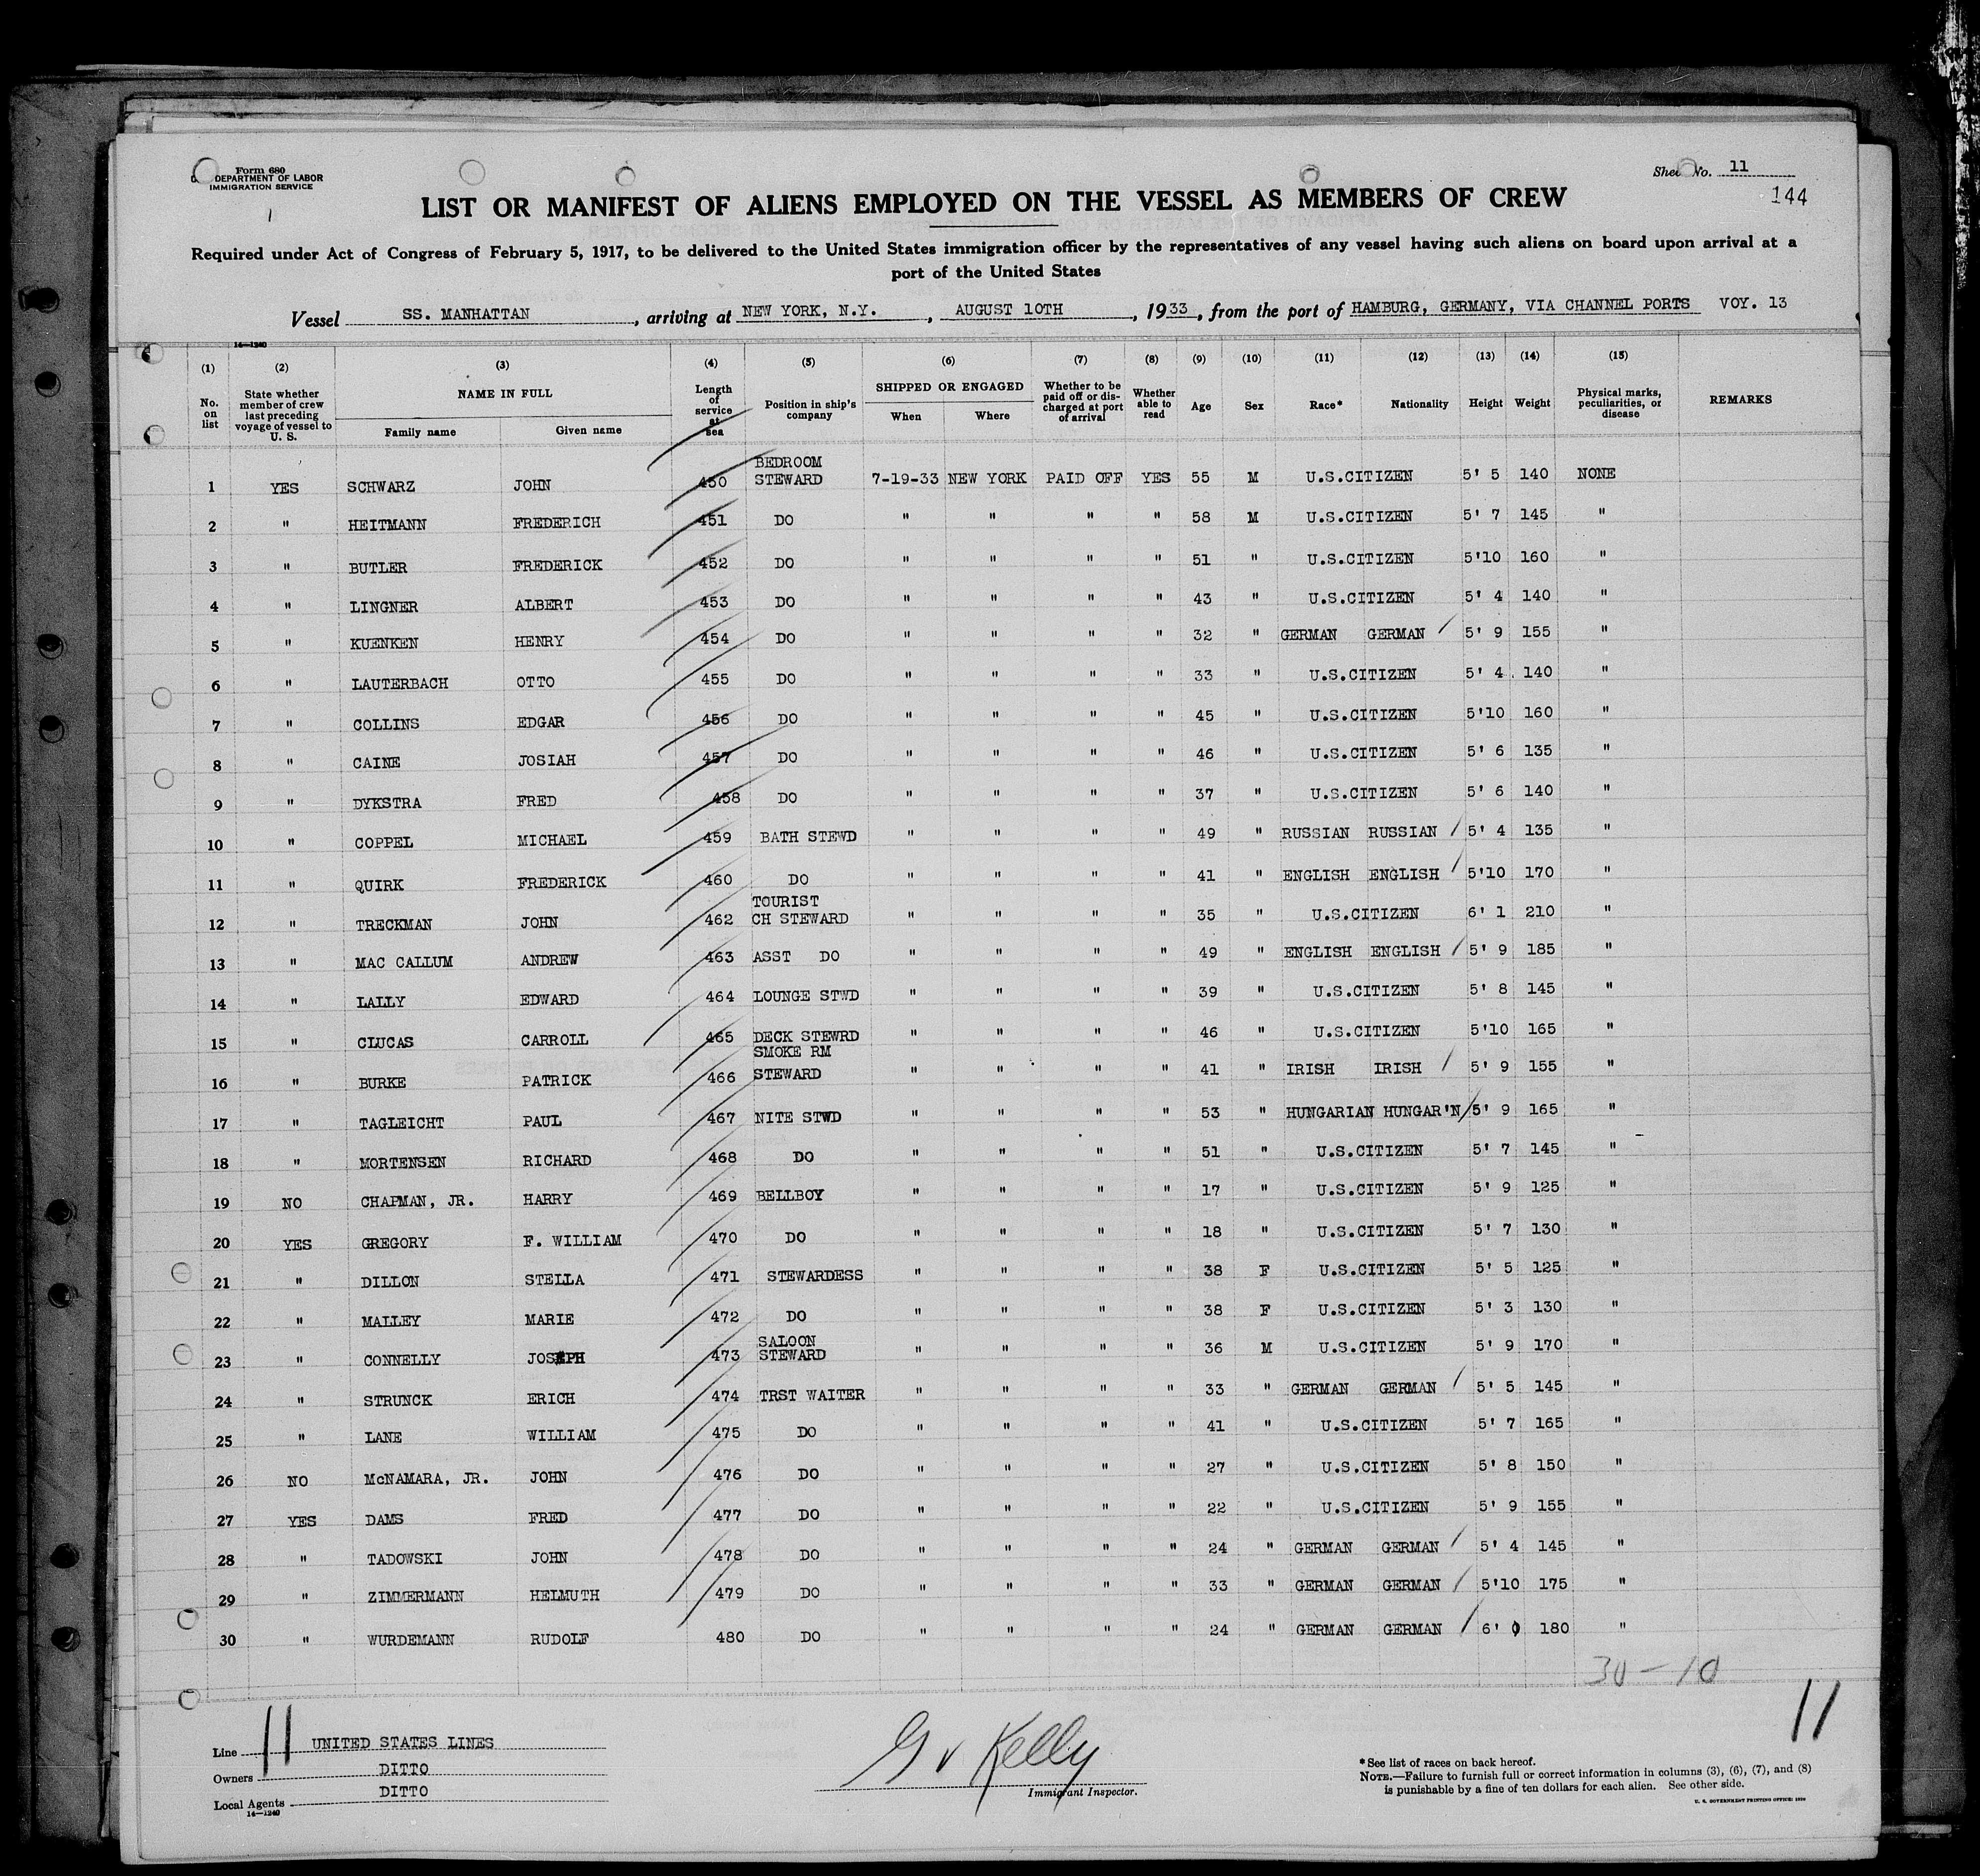 Form 680
DEPARTMENT OF LABOR
IMMIGRATION SERVICE
Sheet No. 11
144
LIST OR MANIFEST OF ALIENS EMPLOYED ON THE VESSEL AS MEMBERS OF CREW
Required under Act of Congress of February 5, 1917, to be delivered to the United States immigration officer by the representatives of any vessel having such aliens on board upon arrival at a
port of the United States
Vessel SS. MANHATTAN, arriving at NEW YORK, N.Y., AUGUST 10TH, 1933, from the port of HAMBURG, GERMANY, VIA CHANNEL PORTS VOY. 13
14—1240
(1) (2) (3) (4) (5) (6) (7) (8) (9) (10) (11) (12) (13) (14) (15)
No. on list State whether member of crew last preceding voyage of vessel to U. S. NAME IN FULL Family name Given name Length of service at sea Position in ship's company SHIPPED OR ENGAGED When Where Whether to be paid off or discharged at port of arrival Whether able to read Age Sex Race* Nationality Height Weight Physical marks, peculiarities, or disease REMARKS
1 YES SCHWARZ JOHN 450 BEDROOM STEWARD 7-19-33 NEW YORK PAID OFF YES 55 M U.S.CITIZEN 5' 5 140 NONE
2 " HEITMANN FREDERICH 451 DO " " " " 58 M U.S.CITIZEN 5' 7 145 "
3 " BUTLER FREDERICK 452 DO " " " " 51 " U.S.CITIZEN 5'10 160 "
4 " LINGNER ALBERT 453 DO " " " " 43 " U.S.CITIZEN 5' 4 140 "
5 " KUENKEN HENRY 454 DO " " " " 32 " GERMAN GERMAN 5' 9 155 "
6 " LAUTERBACH OTTO 455 DO " " " " 33 " U.S.CITIZEN 5' 4 140 "
7 " COLLINS EDGAR 456 DO " " " " 45 " U.S.CITIZEN 5'10 160 "
8 " CAINE JOSIAH 457 DO " " " " 46 " U.S.CITIZEN 5' 6 135 "
9 " DYKSTRA FRED 458 DO " " " " 37 " U.S.CITIZEN 5' 6 140 "
10 " COPPEL MICHAEL 459 BATH STEWD " " " " 49 " RUSSIAN RUSSIAN 5' 4 135 "
11 " QUIRK FREDERICK 460 DO " " " " 41 " ENGLISH ENGLISH 5'10 170 "
12 " TRECKMAN JOHN 462 TOURIST CH STEWARD " " " " 35 " U.S.CITIZEN 6' 1 210 "
13 " MAC CALLUM ANDREW 463 ASST DO " " " " 49 " ENGLISH ENGLISH 5' 9 185 "
14 " LALLY EDWARD 464 LOUNGE STWD " " " " 39 " U.S.CITIZEN 5' 8 145 "
15 " CLUCAS CARROLL 465 DECK STEWRD " " " " 46 " U.S.CITIZEN 5'10 165 "
16 " BURKE PATRICK 466 SMOKE RM STEWARD " " " " 41 " IRISH IRISH 5' 9 155 "
17 " TAGLEICHT PAUL 467 NITE STWD " " " " 53 " HUNGARIAN HUNGAR'N 5' 9 165 "
18 " MORTENSEN RICHARD 468 DO " " " " 51 " U.S.CITIZEN 5' 7 145 "
19 NO CHAPMAN, JR. HARRY 469 BELLBOY " " " " 17 " U.S.CITIZEN 5' 9 125 "
20 YES GREGORY F. WILLIAM 470 DO " " " " 18 " U.S.CITIZEN 5' 7 130 "
21 " DILLON STELLA 471 STEWARDESS " " " " 38 F U.S.CITIZEN 5' 5 125 "
22 " MALLEY MARIE 472 DO " " " " 38 F U.S.CITIZEN 5' 3 130 "
23 " CONNELLY JOSEPH 473 SALOON STEWARD " " " " 36 M U.S.CITIZEN 5' 9 170 "
24 " STRUNCK ERICH 474 TRST WAITER " " " " 33 " GERMAN GERMAN 5' 5 145 "
25 " LANE WILLIAM 475 DO " " " " 41 " U.S.CITIZEN 5' 7 165 "
26 NO McNAMARA, JR. JOHN 476 DO " " " " 27 " U.S.CITIZEN 5' 8 150 "
27 YES DAMS FRED 477 DO " " " " 22 " U.S.CITIZEN 5' 9 155 "
28 " TADOWSKI JOHN 478 DO " " " " 24 " GERMAN GERMAN 5' 4 145 "
29 " ZIMMERMANN HELMUTH 479 DO " " " " 33 " GERMAN GERMAN 5'10 175 "
30 " WURDEMANN RUDOLF 480 DO " " " " 24 " GERMAN GERMAN 6' 0 180 "
30 – 10
11
11
Line UNITED STATES LINES
Owners DITTO
Local Agents DITTO
14—1240
G v Kelly
Immigrant Inspector.
*See list of races on back hereof.
NOTE.—Failure to furnish full or correct information in columns (3), (6), (7), and (8)
is punishable by a fine of ten dollars for each alien. See other side.
U. S. GOVERNMENT PRINTING OFFICE: 1930